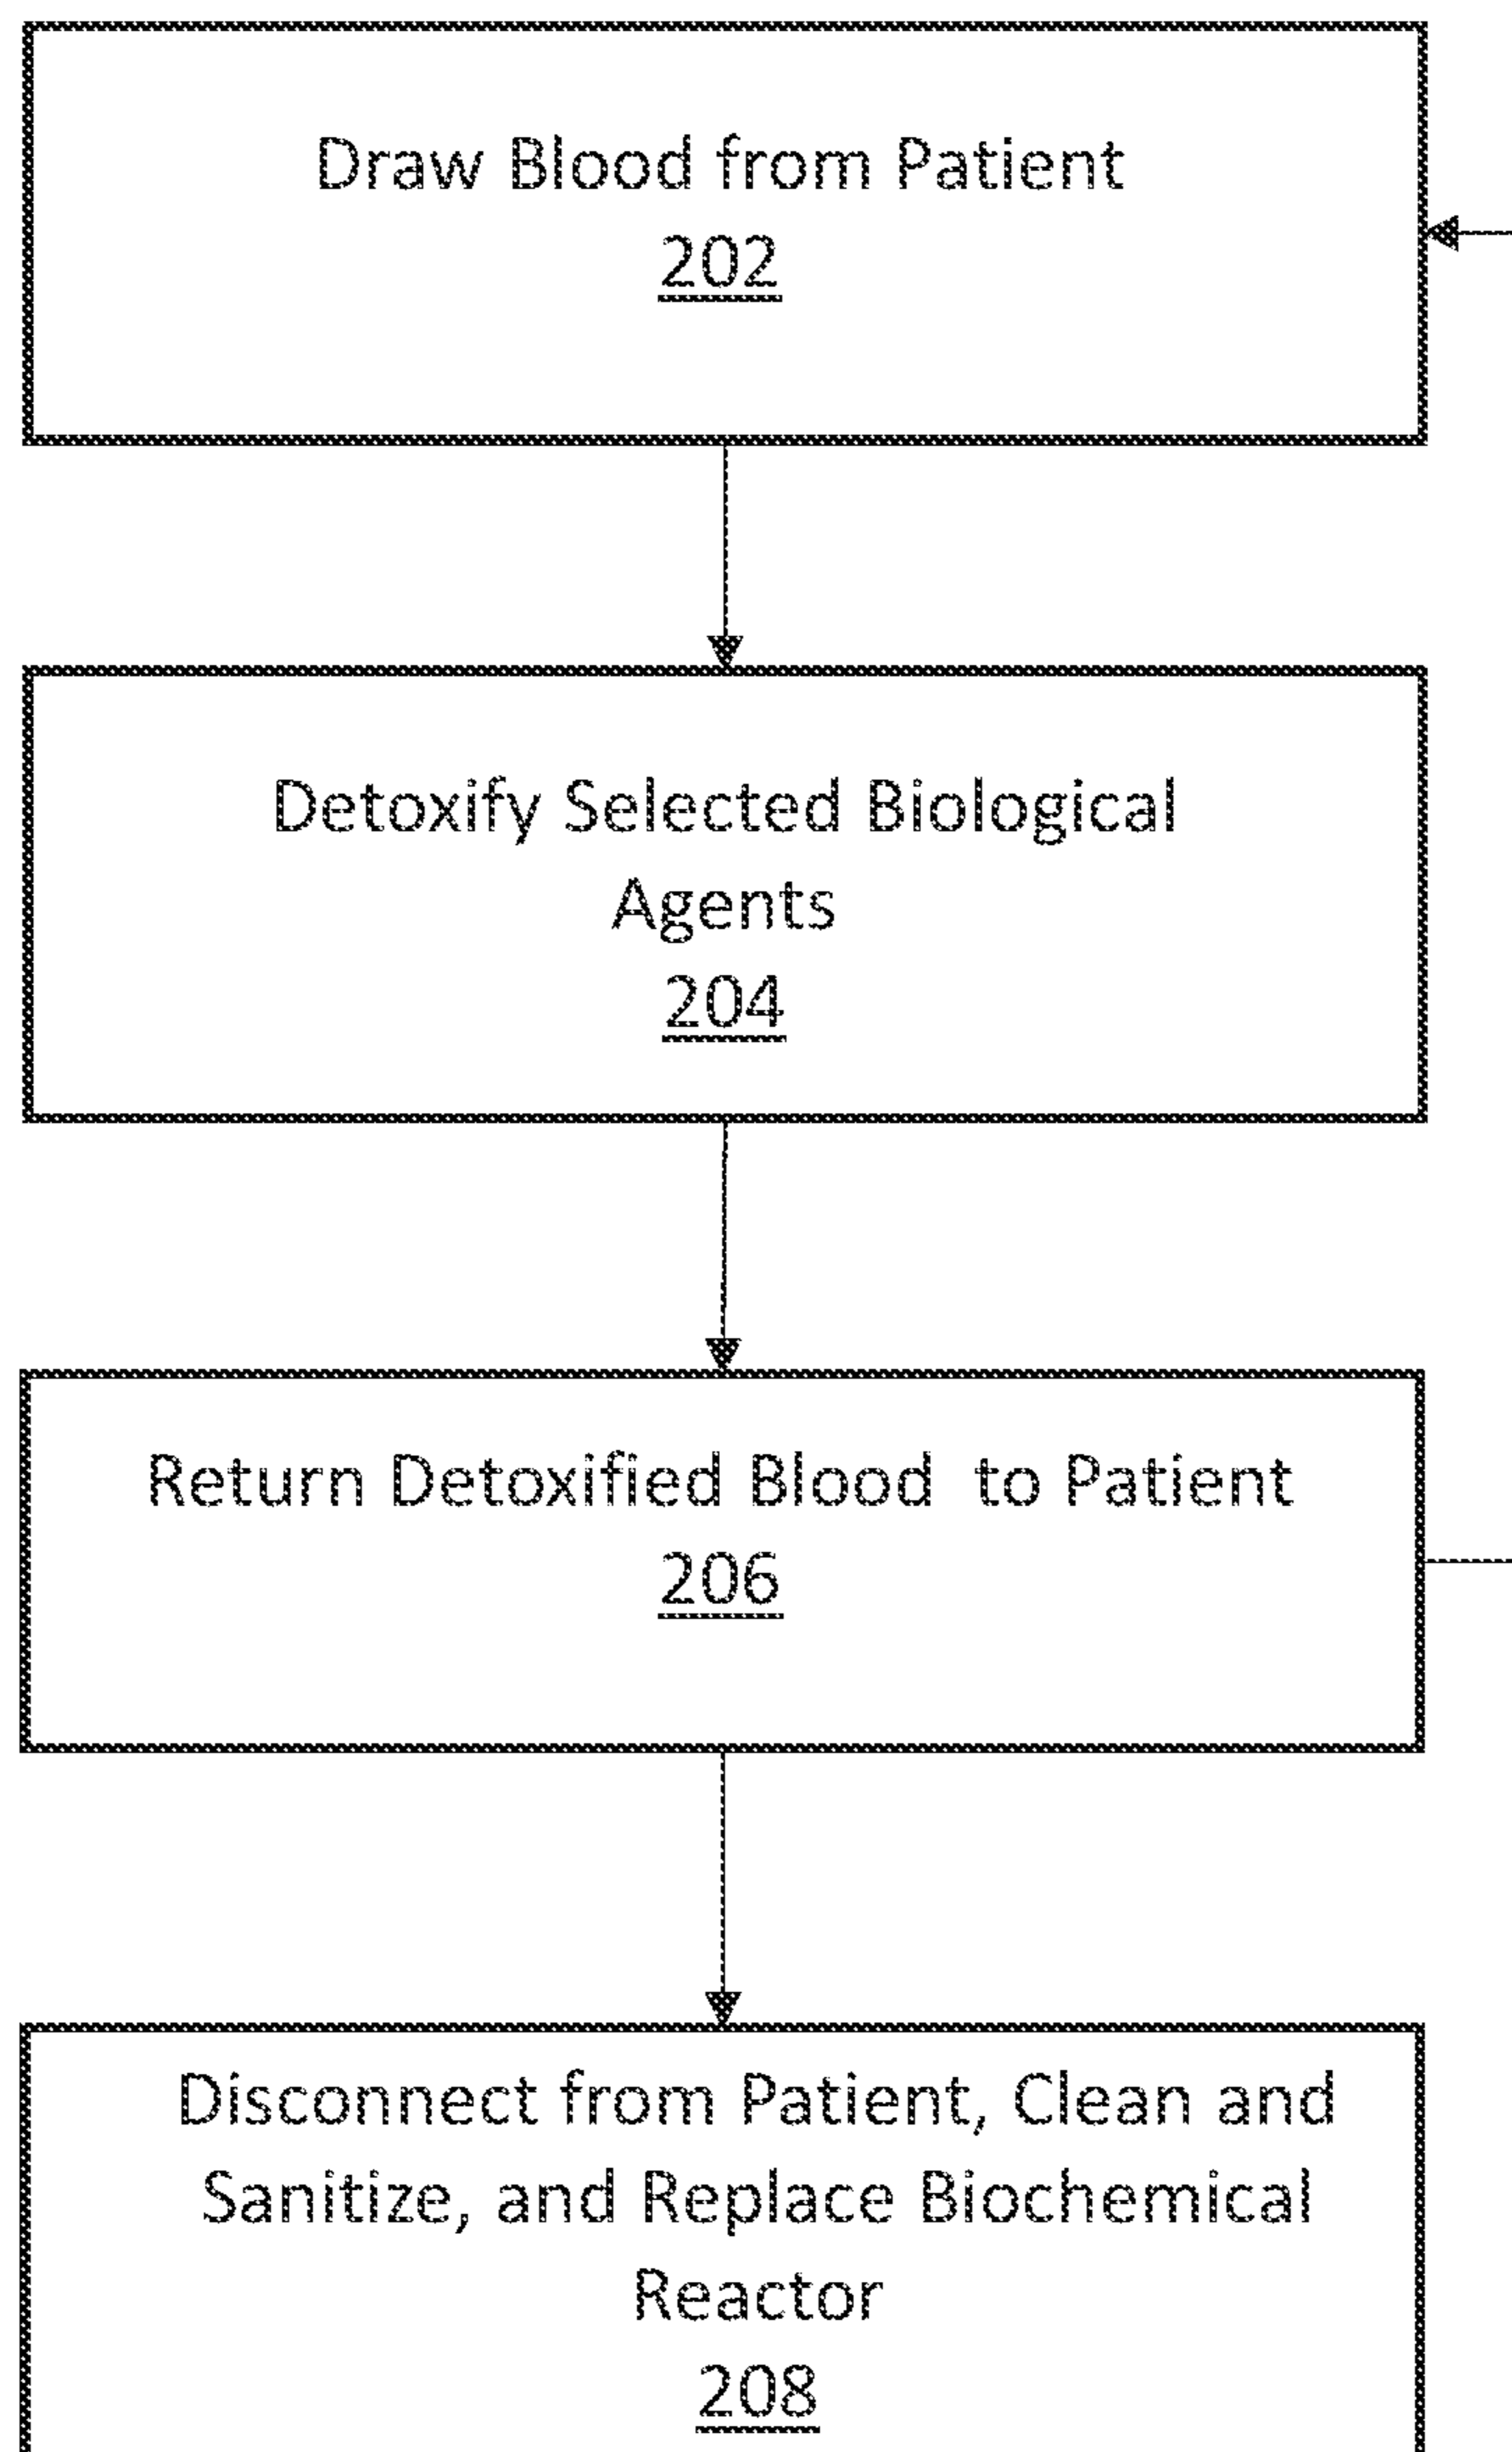 Draw Blood from Patient
202
Detoxify Selected Biological
Agents
204
Return Detoxified Blood to Patient
206
Disconnect from Patient, Clean and
Sanitize, and Replace Biochemical
Reactor
208